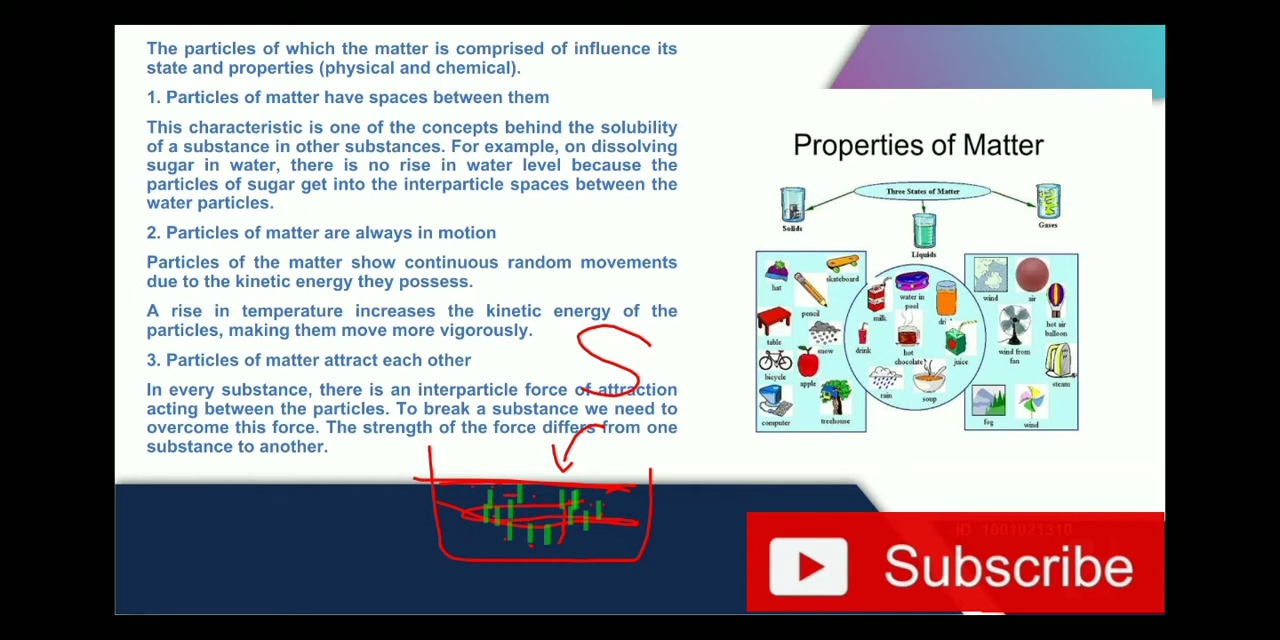 The particles of which the matter is comprised of influence its
state and properties (physical and chemical).
1. Particles of matter have spaces between them
This characteristic is one of the concepts behind the solubility
of a substance in other substances. For example, on dissolving
sugar in water, there is no rise in water level because the
particles of sugar get into the interparticle spaces between the
water particles.
2. Particles of matter are always in motion
Particles of the matter show continuous random movements
due to the kinetic energy they possess.
A rise in temperature increases the kinetic energy of the
particles, making them move more vigorously.
3. Particles of matter attract each other
In every substance, there is an interparticle force of attraction
acting between the particles. To break a substance we need to
overcome this force. The strength of the force differs from one
substance to another.
S
Properties of Matter
Three States of Matter
Solids
Liquids
Gases
hat
skateboard
pencil
table
snow
bicycle
apple
computer
treehouse
milk
water in
pool
drink
hot
chocolate
juice
rain
soup
wind
air
hot air
balloon
wind from
fan
steam
fog
wind
ID 1001021310
Subscribe